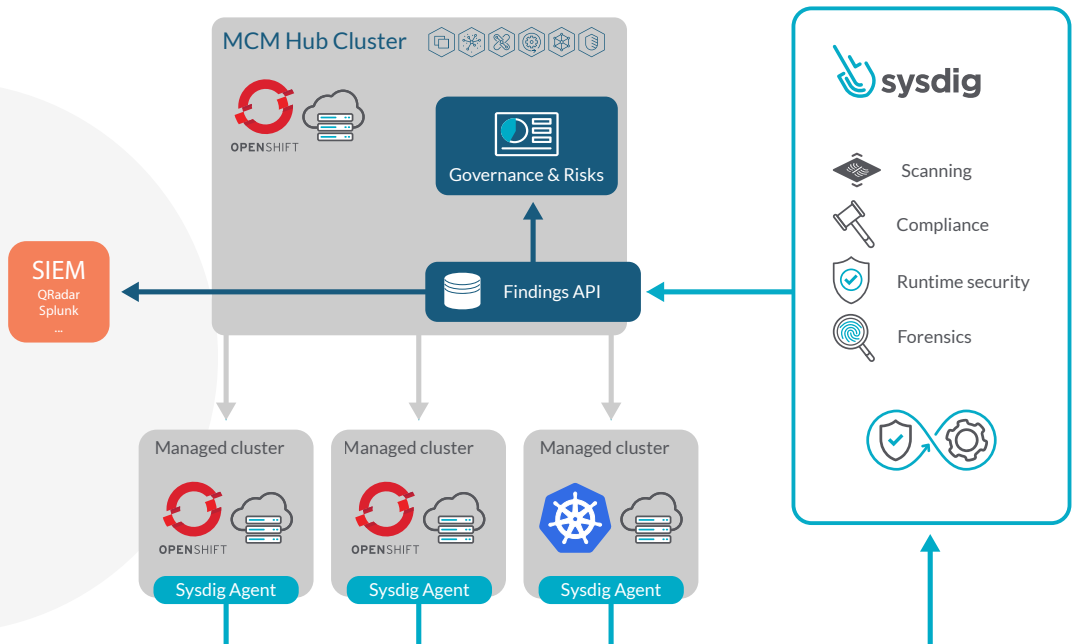 MCM Hub Cluster
OPENSHIFT
Governance & Risks
Findings API
SIEM
QRadar
Splunk
...
sysdig
Scanning
Compliance
Runtime security
Forensics
Managed cluster
OPENSHIFT
Sysdig Agent
Managed cluster
OPENSHIFT
Sysdig Agent
Managed cluster
Sysdig Agent